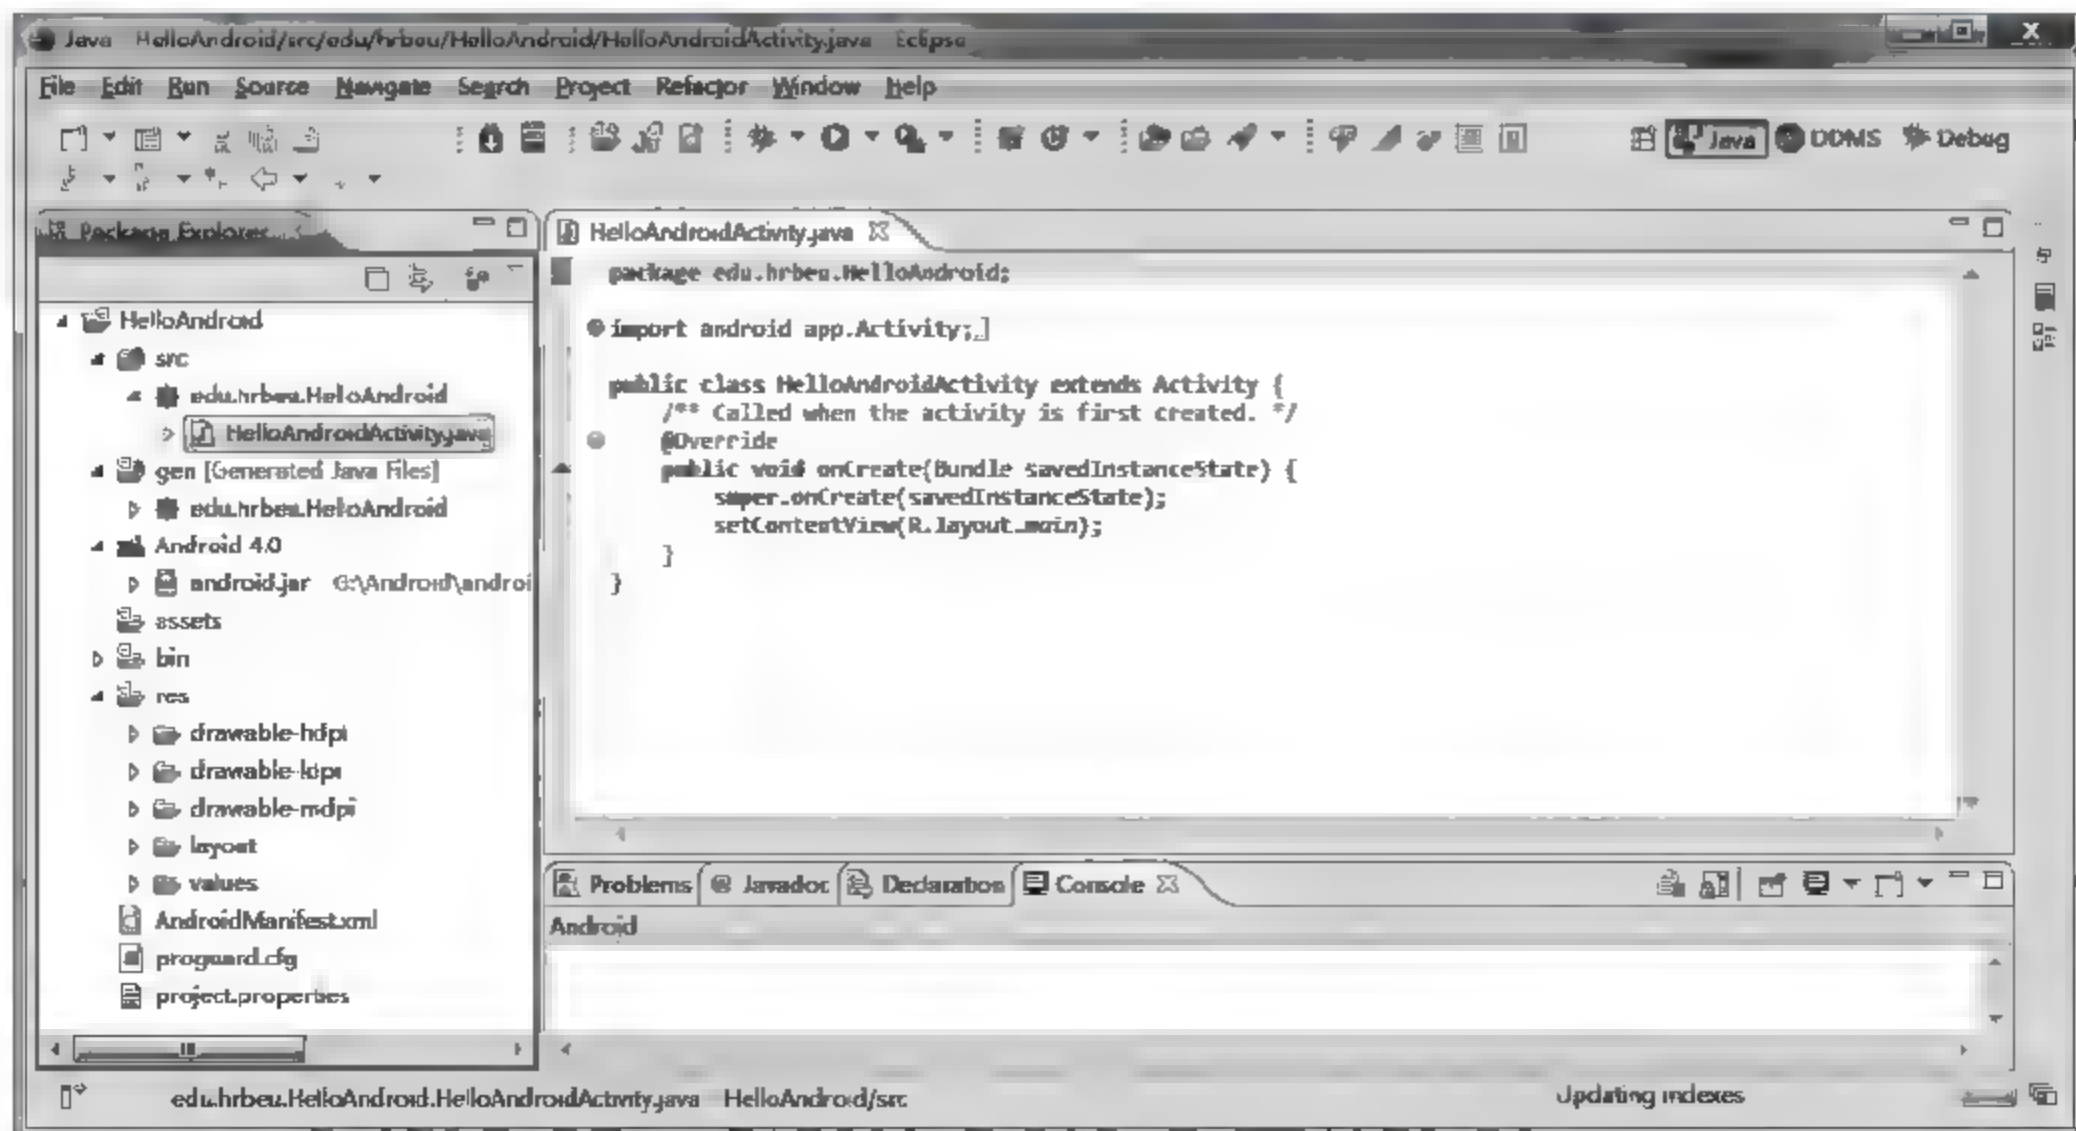 Java HelloAndroid/src/edu/hrbeu/HelloAndroid/HelloAndroidActivity.java Eclipse
File Edit Run Source Navigate Search Project Refactor Window Help
Java DDMS Debug
Package Explorer
HelloAndroid
src
edu.hrbeu.HelloAndroid
HelloAndroidActivity.java
gen [Generated Java Files]
edu.hrbeu.HelloAndroid
Android 4.0
android.jar G:\Android\androi
assets
bin
res
drawable-hdpi
drawable-ldpi
drawable-mdpi
layout
values
AndroidManifest.xml
proguard.cfg
project.properties
HelloAndroidActivity.java
package edu.hrbeu.HelloAndroid;
import android.app.Activity;
public class HelloAndroidActivity extends Activity {
/** Called when the activity is first created. */
@Override
public void onCreate(Bundle savedInstanceState) {
super.onCreate(savedInstanceState);
setContentView(R.layout.main);
}
}
Problems @ Javadoc Declaration Console
Android
edu.hrbeu.HelloAndroid.HelloAndroidActivity.java HelloAndroid/src
Updating indexes